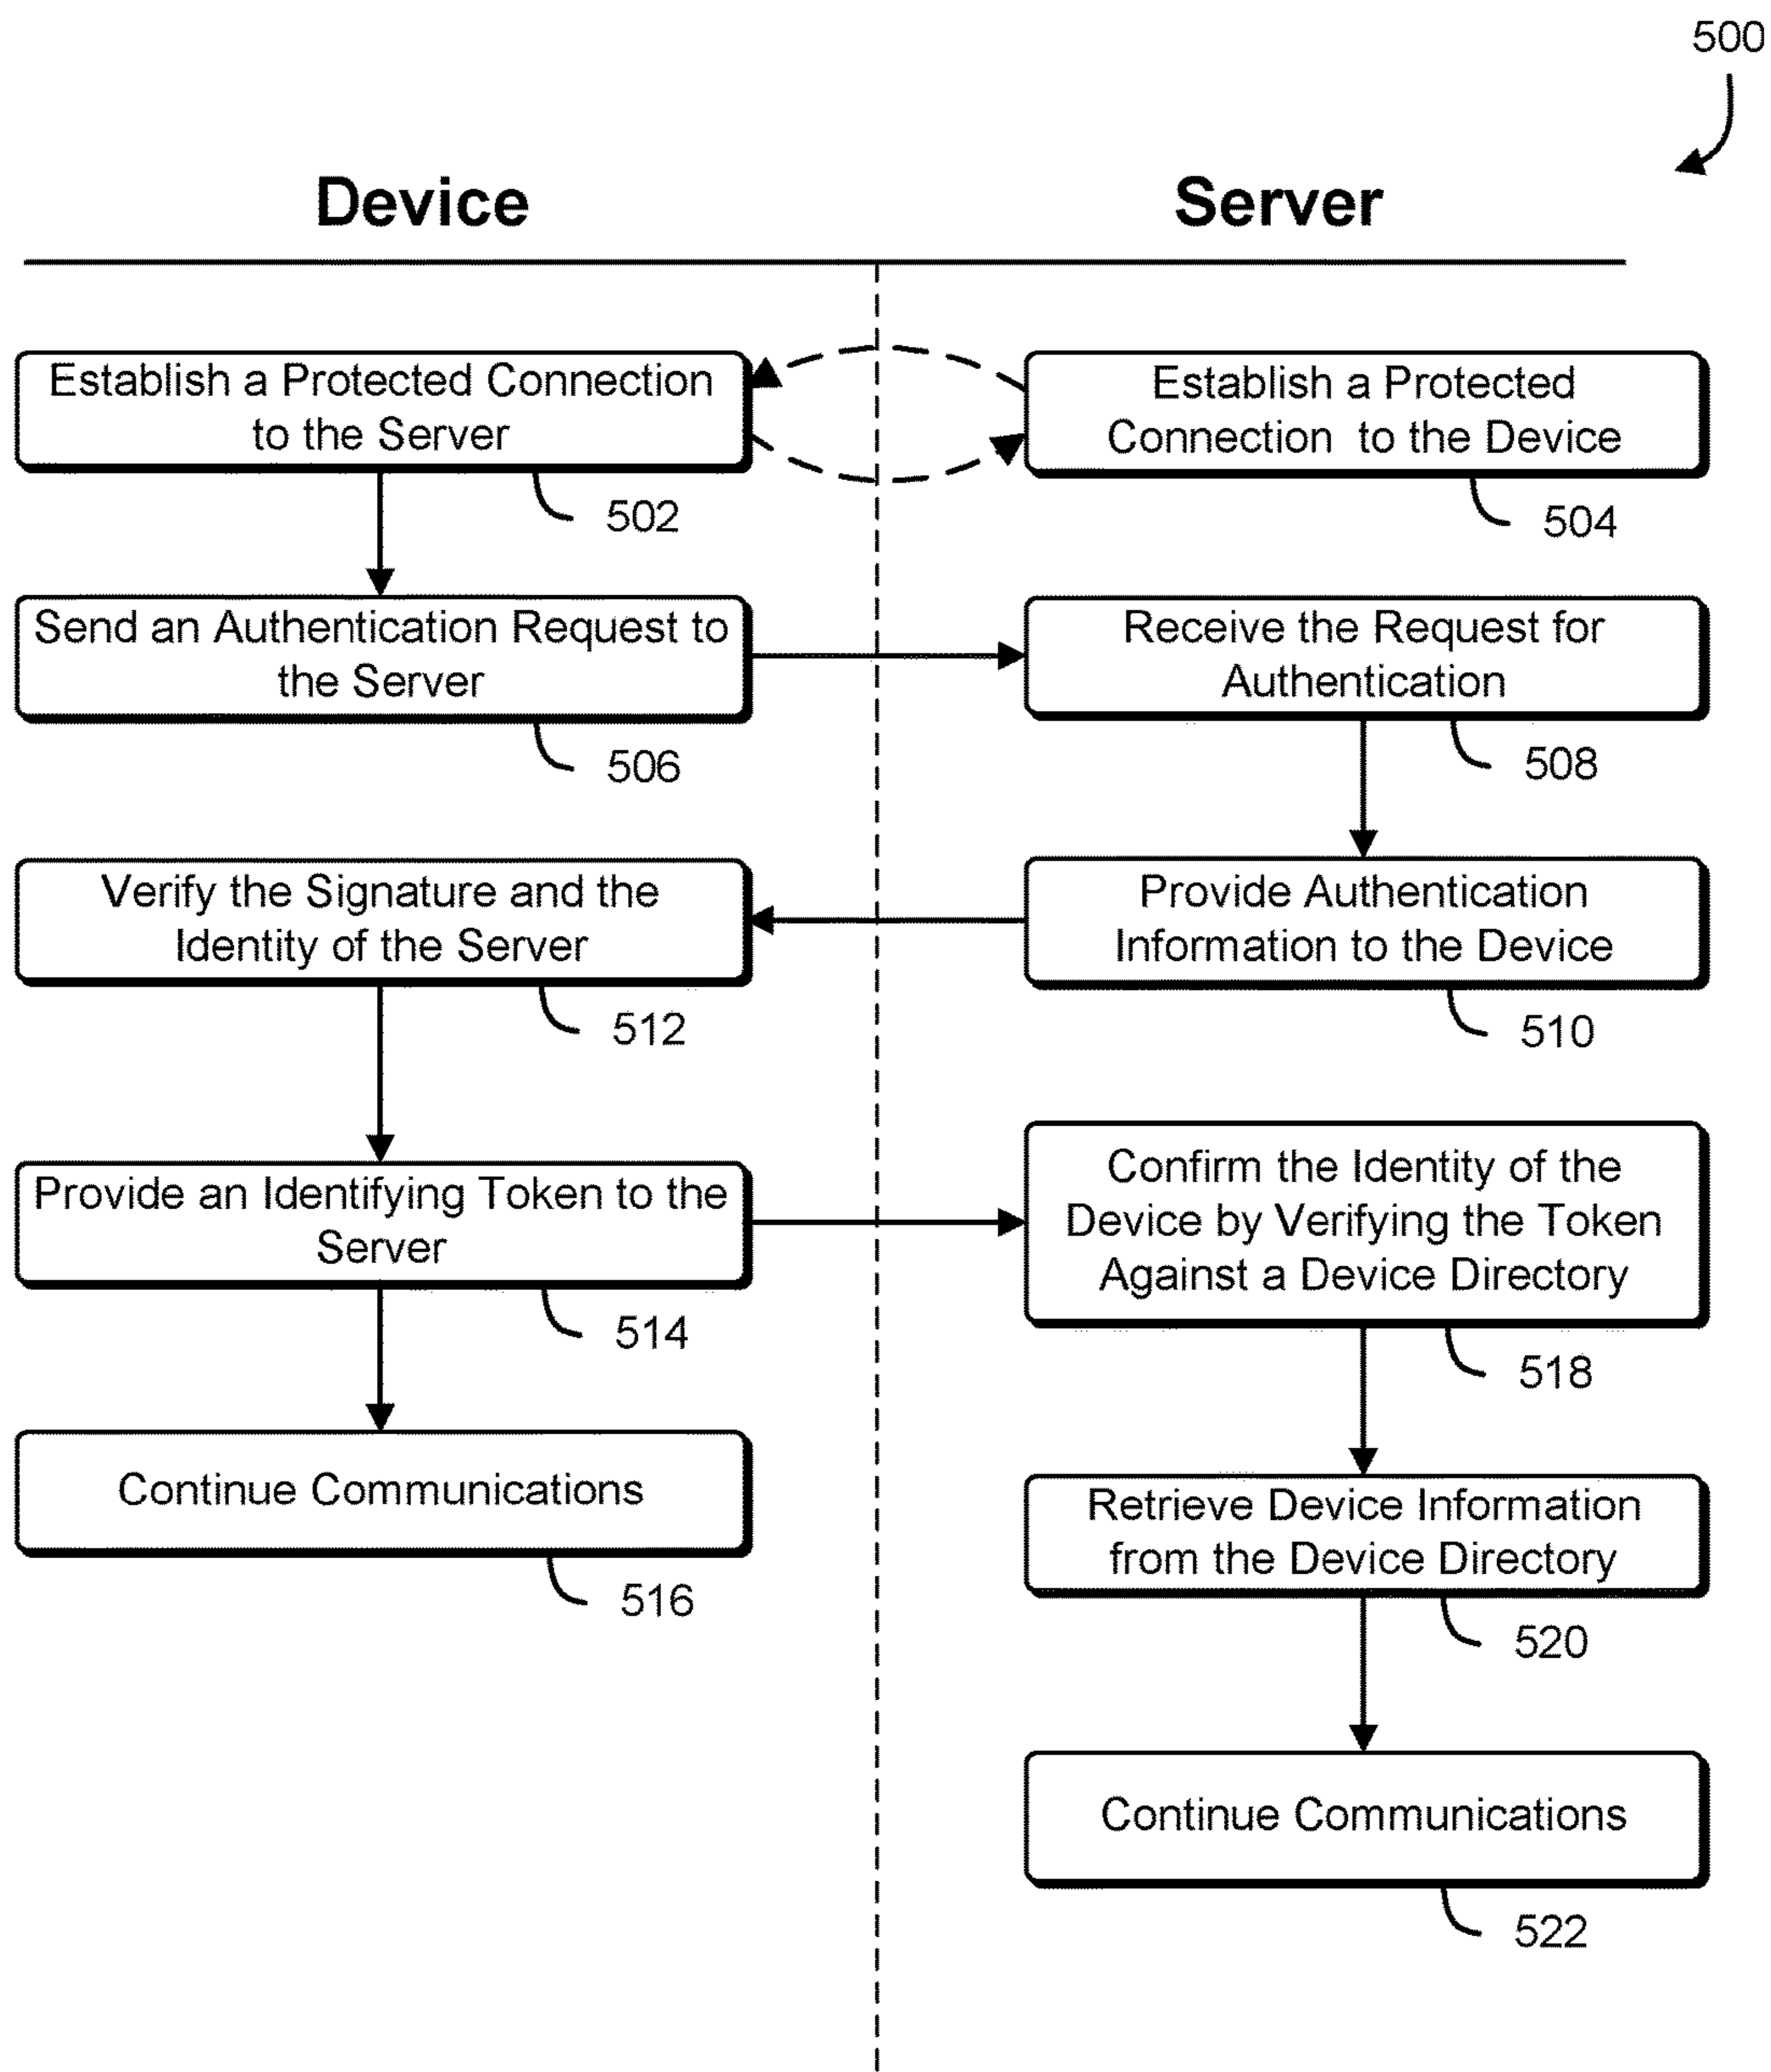 500
Device
Server
Establish a Protected Connection
to the Server
502
Establish a Protected
Connection to the Device
504
Send an Authentication Request to
the Server
506
Receive the Request for
Authentication
508
Verify the Signature and the
Identity of the Server
512
Provide Authentication
Information to the Device
510
Provide an Identifying Token to the
Server
514
Confirm the Identity of the
Device by Verifying the Token
Against a Device Directory
518
Continue Communications
516
Retrieve Device Information
from the Device Directory
520
Continue Communications
522